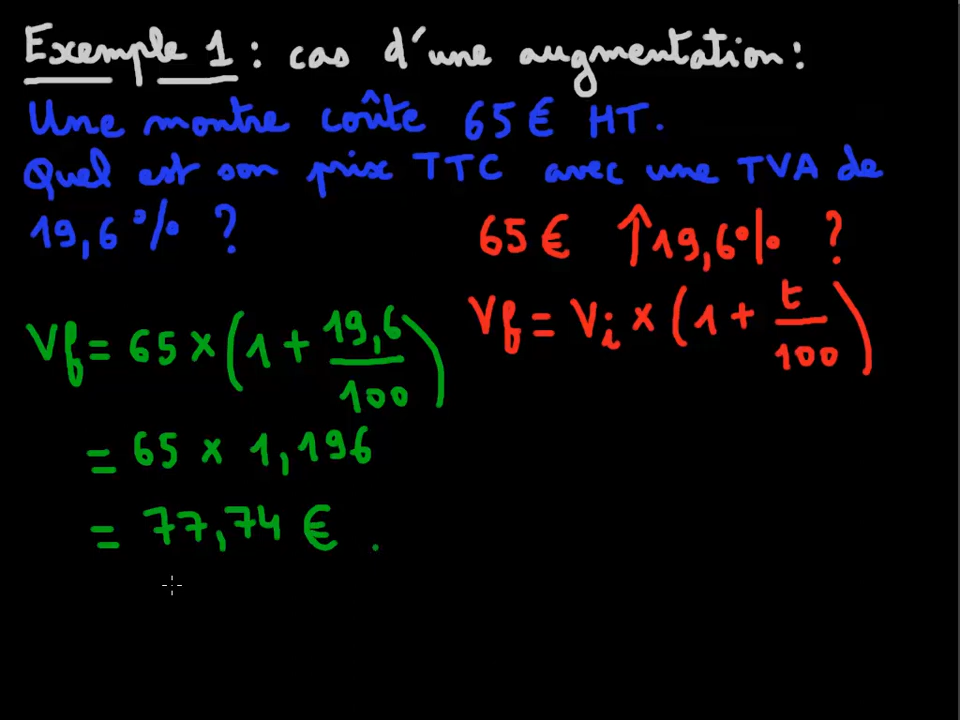 Exemple 1 : cas d'une augmentation :
Une montre coûte 65 € HT.
Quel est son prix TTC avec une TVA de
19,6 % ?
65 € ↑ 19,6 % ?
Vf = Vi × (1 + t/100)
Vf = 65 × (1 + 19,6/100)
= 65 × 1,196
= 77,74 € .